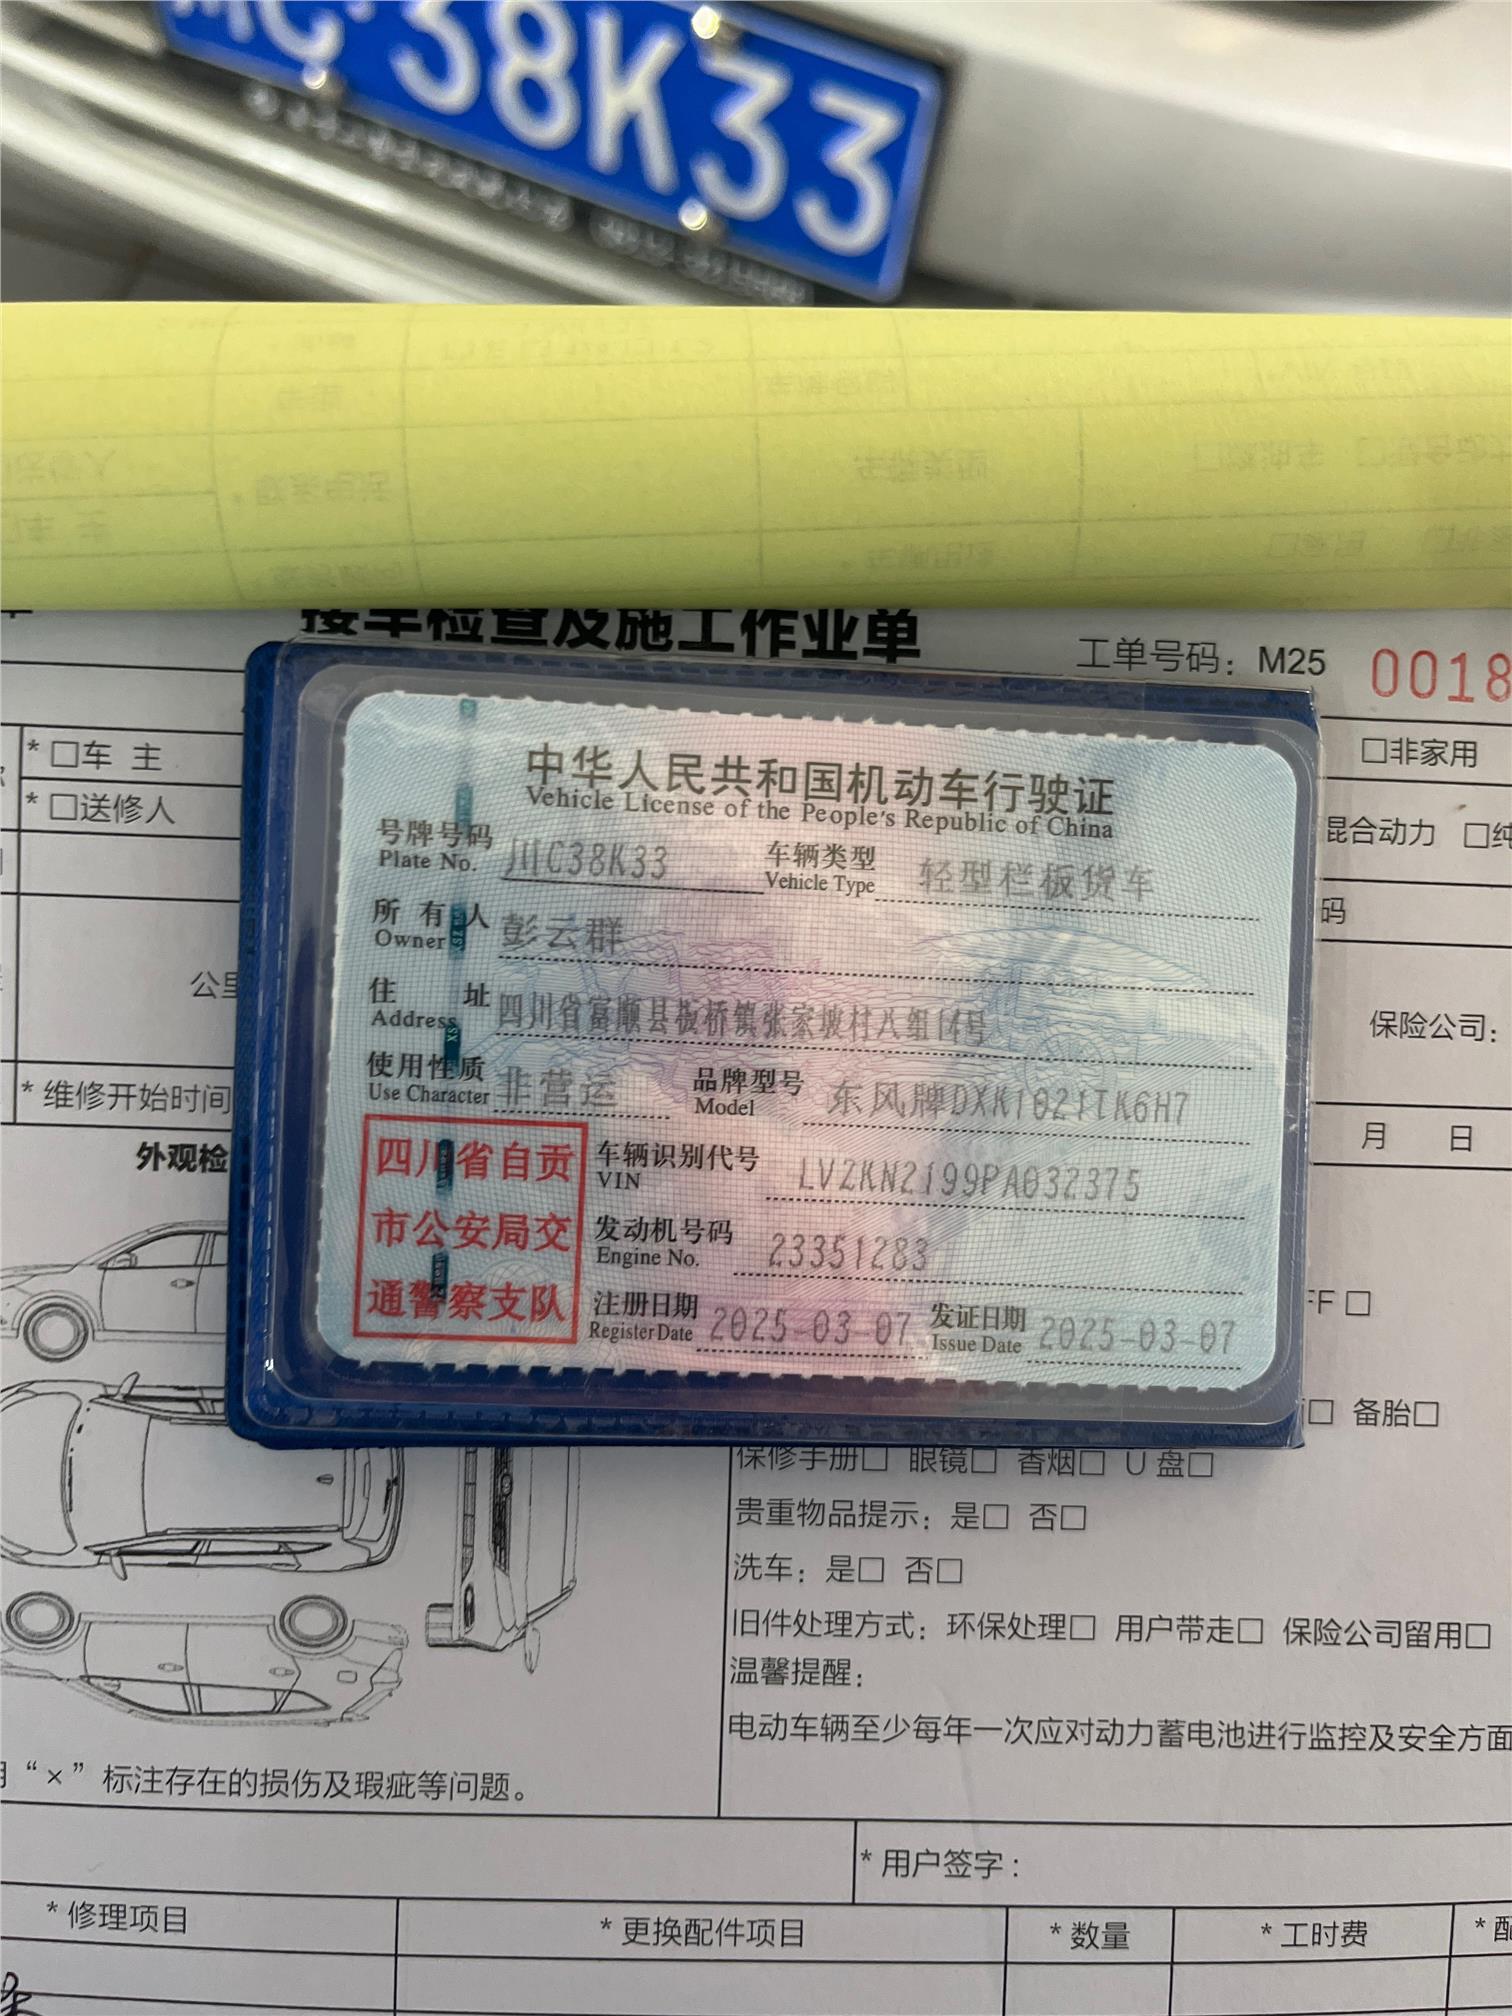 C·38K33
接车检查及施工作业单
工单号码：M25 0018
* □车 主
□非家用
* □送修人
混合动力 □纯
码
公里
保险公司：
* 维修开始时间
月 日
外观检
中华人民共和国机动车行驶证
Vehicle License of the People's Republic of China
号牌号码 川C38K33 车辆类型 轻型栏板货车
Plate No. Vehicle Type
所有人 彭云群
Owner
住址 四川省富顺县板桥镇张家坡村八组14号
Address
使用性质 非营运 品牌型号 东风牌DXK1021TK6H7
Use Character Model
四川省自贡
市公安局交
通警察支队
车辆识别代号 LVZKN2199PA032375
VIN
发动机号码 23351283
Engine No.
注册日期 2025-03-07 发证日期 2025-03-07
Register Date Issue Date
FF □
□ 备胎□
保修手册□ 眼镜□ 香烟□ U 盘□
贵重物品提示：是□ 否□
洗车：是□ 否□
旧件处理方式：环保处理□ 用户带走□ 保险公司留用□
温馨提醒：
电动车辆至少每年一次应对动力蓄电池进行监控及安全方面
用“×”标注存在的损伤及瑕疵等问题。
* 用户签字：
* 修理项目 * 更换配件项目 * 数量 * 工时费 * 配